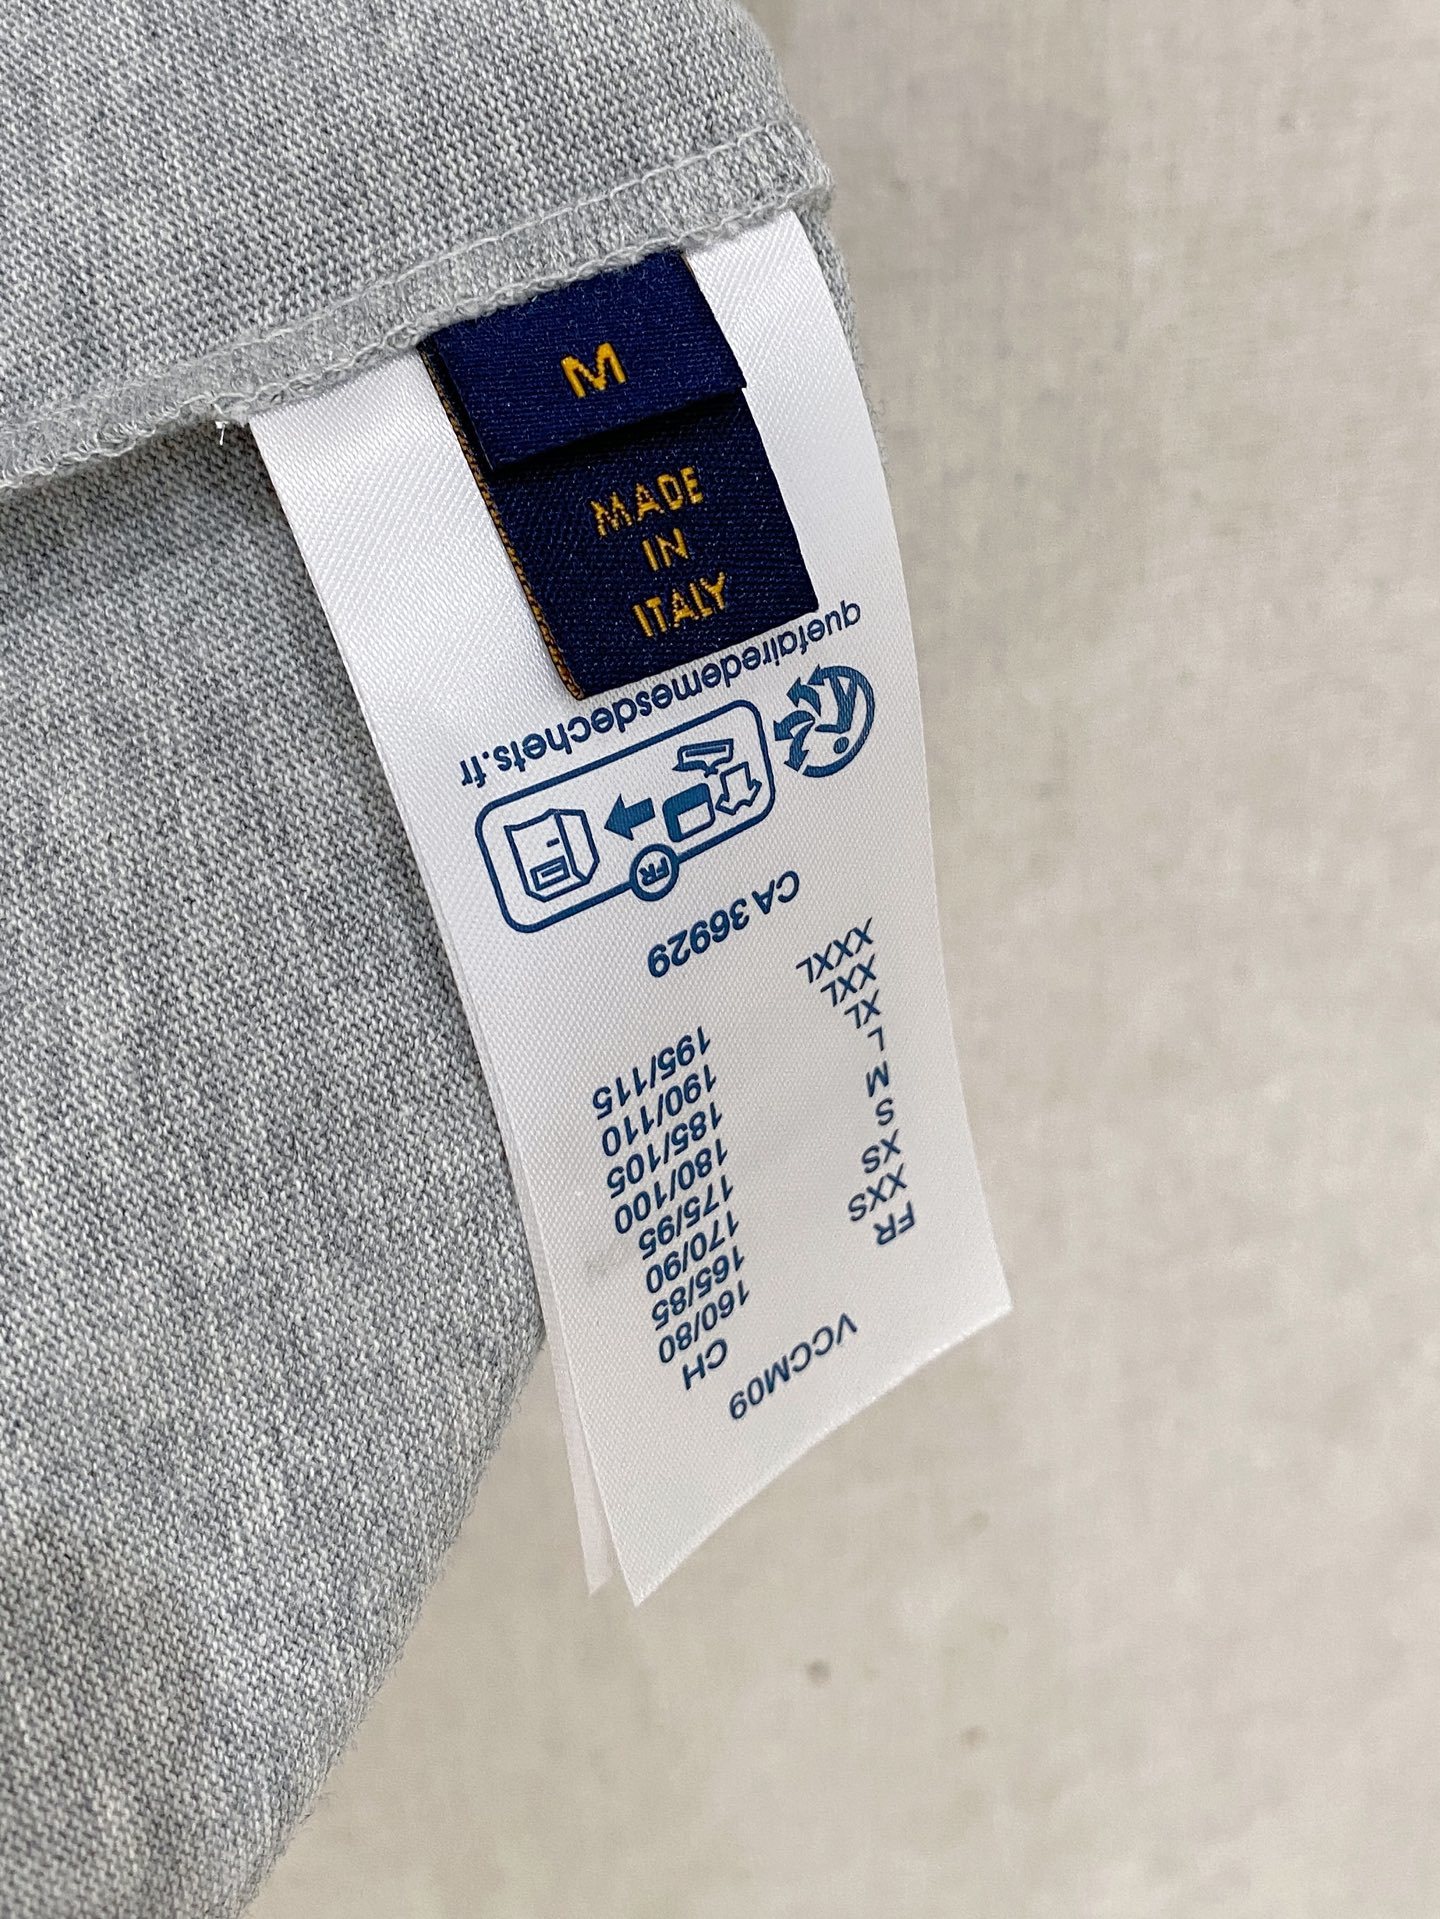 M
MADE
IN
ITALY
VCCM09
FR CH
XXS 160/80
XS 165/85
S 170/90
M 175/95
L 180/100
XL 185/105
XXL 190/110
XXXL 195/115
CA 36929
FR
quefairedemesdechets.fr